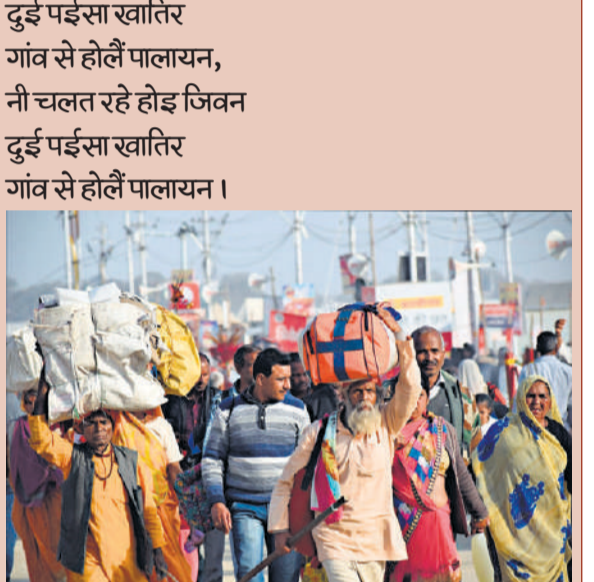 दुई पईसा खातिर
गांव से होलैं पालायन,
नी चलत रहे होइ जिवन
दुई पईसा खातिर
गांव से होलैं पालायन।